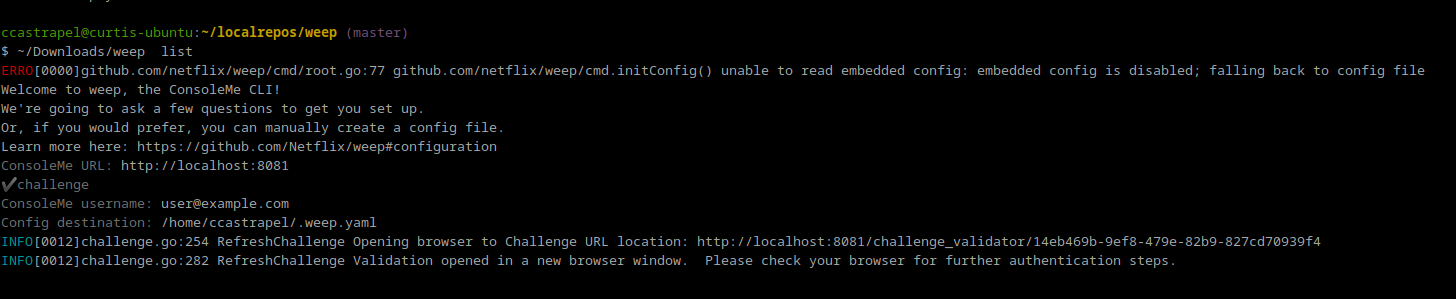 ccastrapel@curtis-ubuntu:~/localrepos/weep (master)
$ ~/Downloads/weep  list
ERRO[0000]github.com/netflix/weep/cmd/root.go:77 github.com/netflix/weep/cmd.initConfig() unable to read embedded config: embedded config is disabled; falling back to config file
Welcome to weep, the ConsoleMe CLI!
We're going to ask a few questions to get you set up.
Or, if you would prefer, you can manually create a config file.
Learn more here: https://github.com/Netflix/weep#configuration
ConsoleMe URL: http://localhost:8081
✔challenge
ConsoleMe username: user@example.com
Config destination: /home/ccastrapel/.weep.yaml
INFO[0012]challenge.go:254 RefreshChallenge Opening browser to Challenge URL location: http://localhost:8081/challenge_validator/14eb469b-9ef8-479e-82b9-827cd70939f4
INFO[0012]challenge.go:282 RefreshChallenge Validation opened in a new browser window.  Please check your browser for further authentication steps.